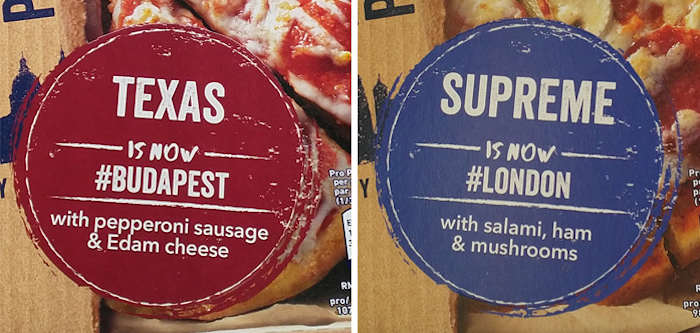 TEXAS
IS NOW
#BUDAPEST
with pepperoni sausage
& Edam cheese
SUPREME
IS NOW
#LONDON
with salami, ham
& mushrooms